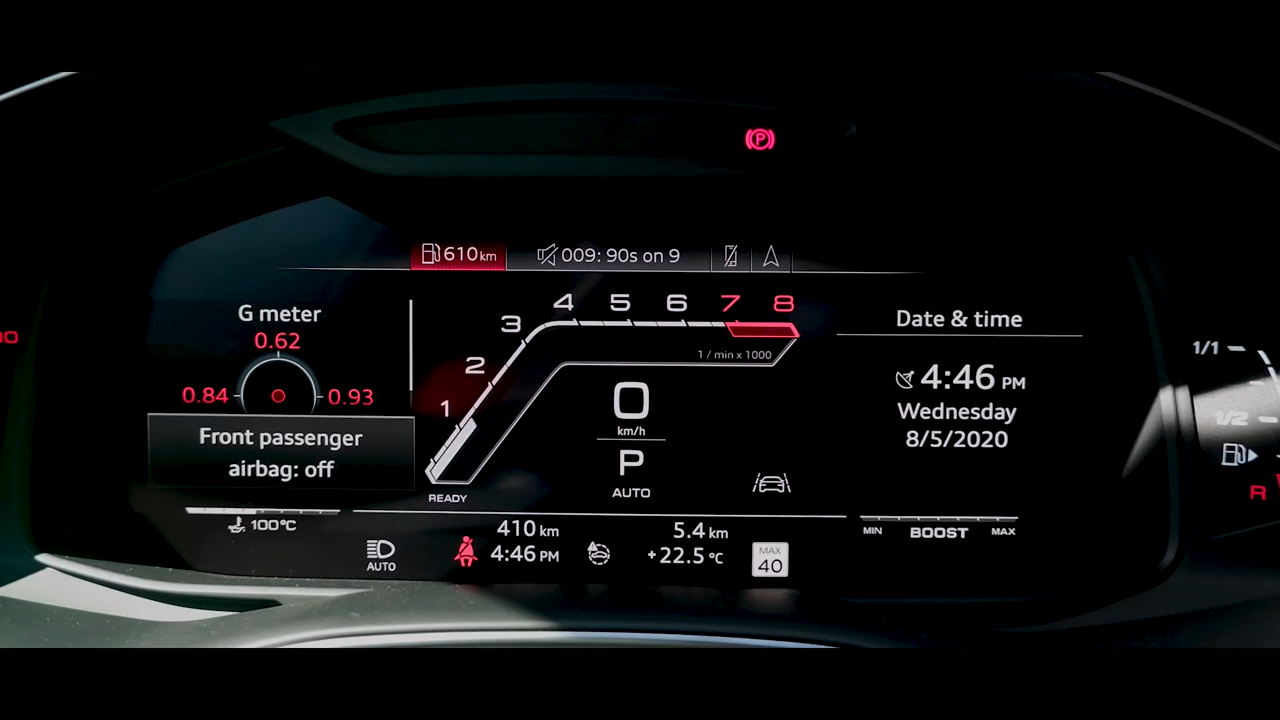 P
610 km
009: 90s on 9
G meter
0.62
0.84
0.93
Front passenger
airbag: off
100°C
1
2
3
4
5
6
7
8
1 / min x 1000
0
km/h
P
AUTO
READY
Date & time
4:46 PM
Wednesday
8/5/2020
MIN BOOST MAX
AUTO
410 km
4:46 PM
5.4 km
+22.5 °C
MAX
40
1/1
1/2
R